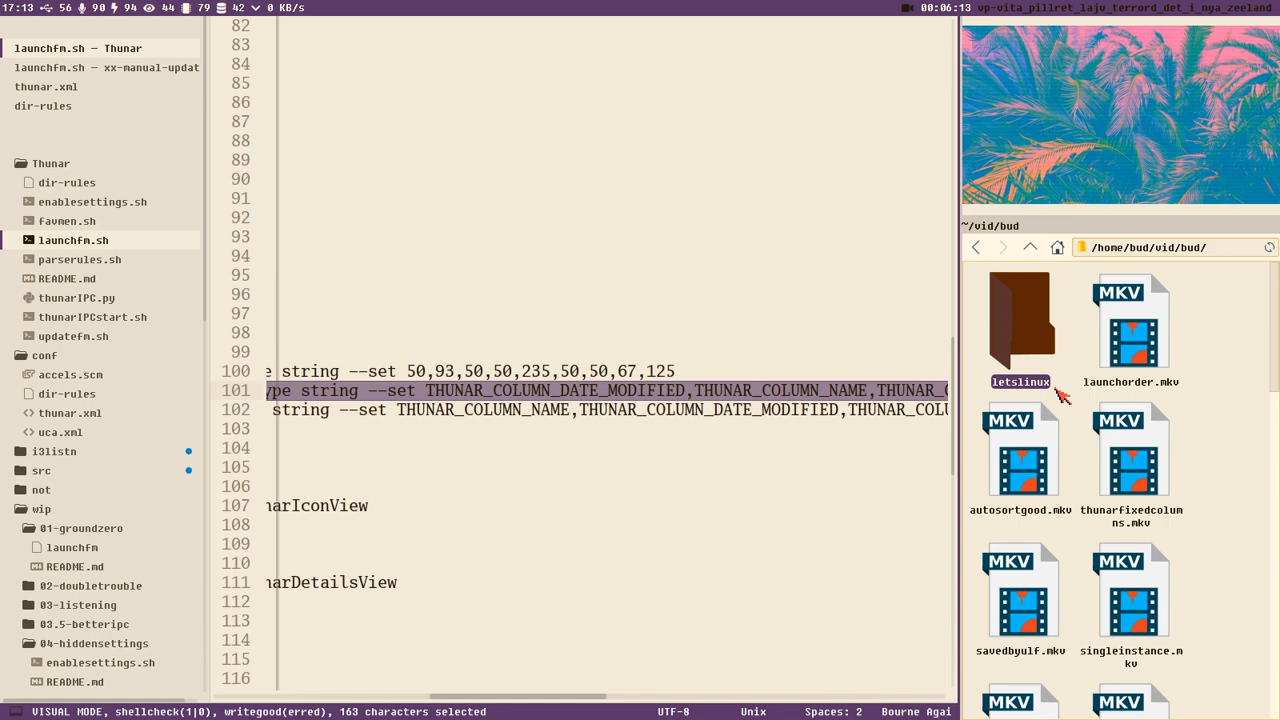 17:13 56 90 94 44 79 42 0 KB/s
00:06:13 vp-vita_pillret_lajv_terrord_det_i_nya_zeeland
launchfm.sh — Thunar
launchfm.sh — xx-manual-updat
thunar.xml
dir-rules
Thunar
dir-rules
enablesettings.sh
favmen.sh
launchfm.sh
parserules.sh
README.md
thunarIPC.py
thunarIPCstart.sh
updatefm.sh
conf
accels.scm
dir-rules
thunar.xml
uca.xml
i3listn
src
not
wip
01-groundzero
launchfm
README.md
02-doubletrouble
03-listening
03.5-betteripc
04-hiddensettings
enablesettings.sh
README.md
82
83
84
85
86
87
88
89
90
91
92
93
94
95
96
97
98
99
100 e string --set 50,93,50,50,235,50,50,67,125
101 ype string --set THUNAR_COLUMN_DATE_MODIFIED,THUNAR_COLUMN_NAME,THUNAR_C
102 string --set THUNAR_COLUMN_NAME,THUNAR_COLUMN_DATE_MODIFIED,THUNAR_COLU
103
104
105
106
107 narIconView
108
109
110
111 narDetailsView
112
113
114
115
116
~/vid/bud
/home/bud/vid/bud/
MKV
letslinux
launchorder.mkv
MKV
MKV
autosortgood.mkv
thunarfixedcolum
ns.mkv
MKV
MKV
savedbyulf.mkv
singleinstance.m
kv
MKV
MKV
VISUAL MODE, shellcheck(1|0), writegood(erred), 163 characters selected
UTF-8
Unix
Spaces: 2
Bourne Agai